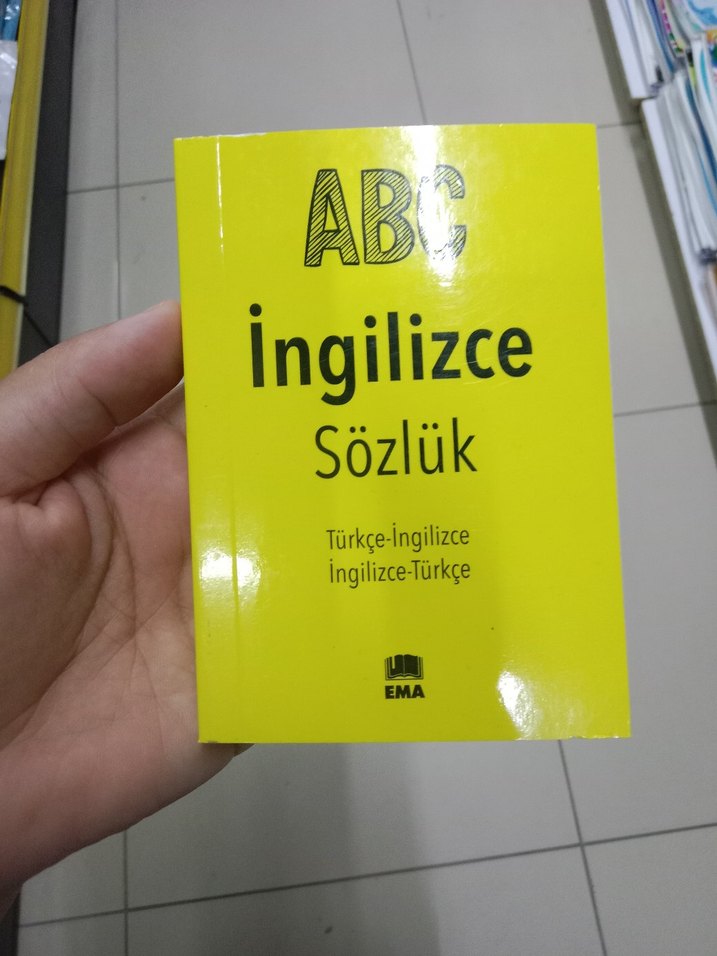 ABC
İngilizce
Sözlük
Türkçe-İngilizce
İngilizce-Türkçe
EMA